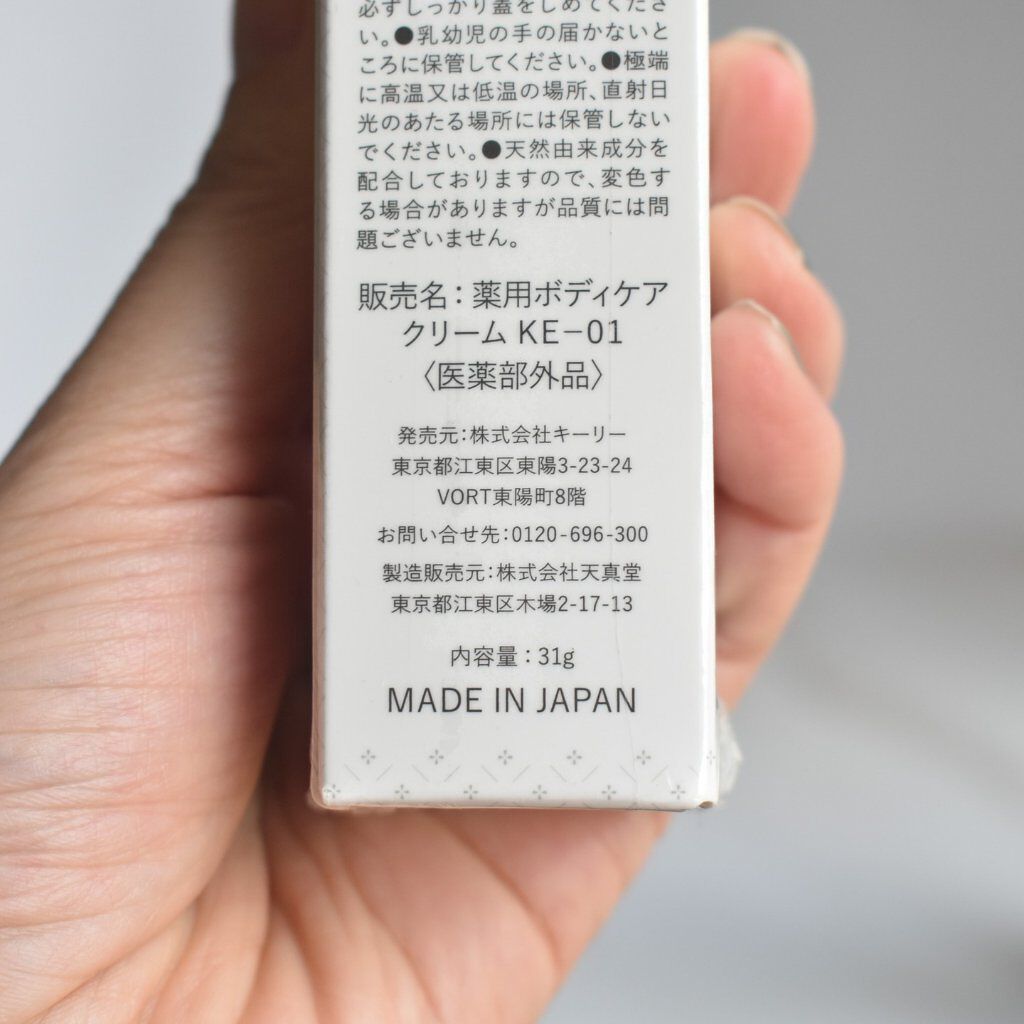 必ずしっかり蓋をしめてくださ
い。●乳幼児の手の届かないと
ころに保管してください。●極端
に高温又は低温の場所、直射日
光のあたる場所には保管しない
でください。●天然由来成分を
配合しておりますので、変色す
る場合がありますが品質には問
題ございません。
販売名：薬用ボディケア
クリーム KE−01
〈医薬部外品〉
発売元：株式会社キーリー
東京都江東区東陽3-23-24
VORT東陽町8階
お問い合せ先：0120-696-300
製造販売元：株式会社天真堂
東京都江東区木場2-17-13
内容量：31g
MADE IN JAPAN